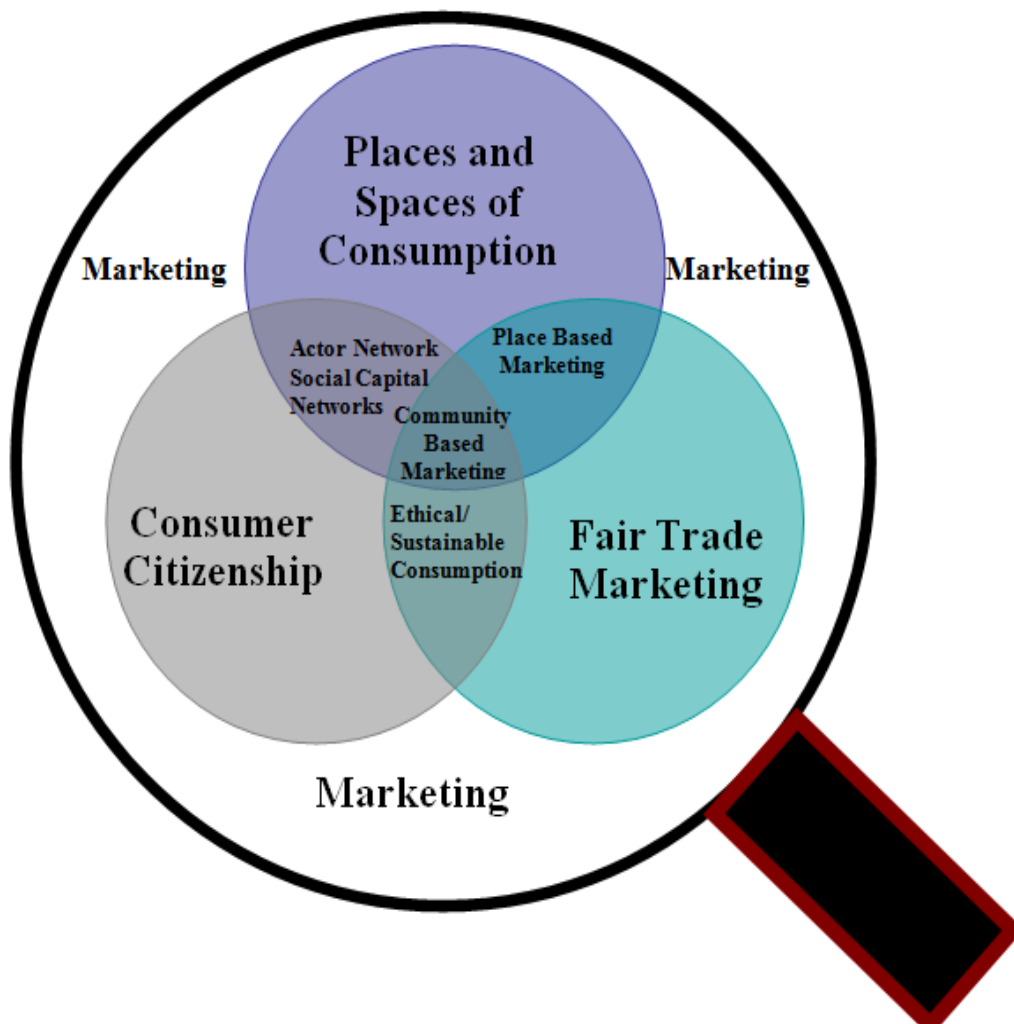 Places and
Spaces of
Consumption
Marketing
Marketing
Actor Network
Social Capital
Networks
Place Based
Marketing
Community
Based
Marketing
Consumer
Citizenship
Ethical/
Sustainable
Consumption
Fair Trade
Marketing
Marketing